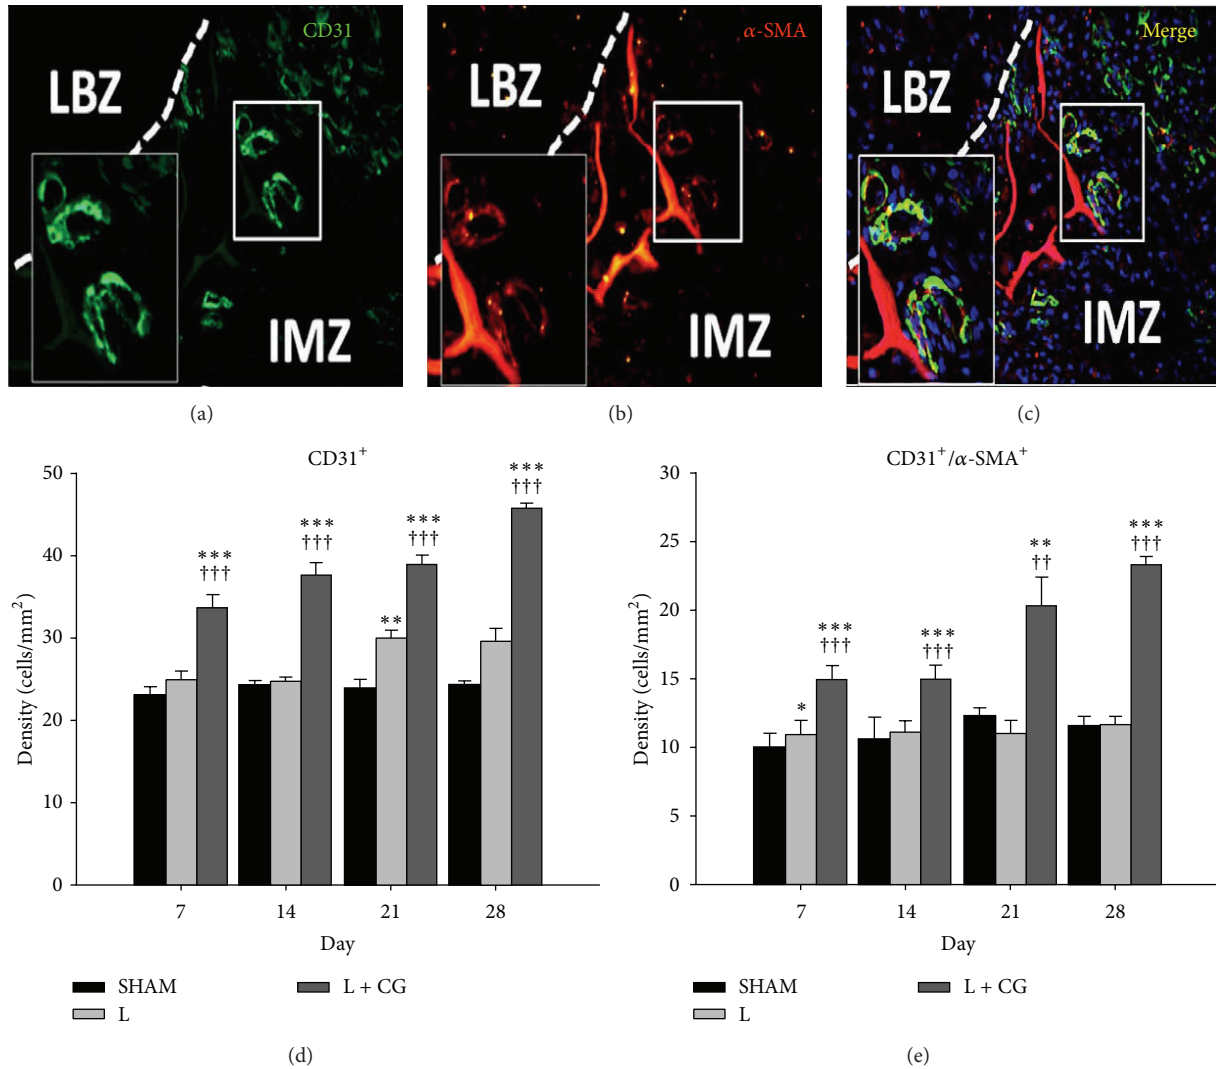 CD31
LBZ
IMZ
α-SMA
LBZ
IMZ
Merge
LBZ
IMZ
(a)
(b)
(c)
CD31⁺
Density (cells/mm²)
50
40
30
20
10
0
***
†††
***
†††
**
***
†††
***
†††
7
14
21
28
Day
SHAM
L
L + CG
(d)
CD31⁺/α-SMA⁺
Density (cells/mm²)
30
25
20
15
10
5
0
*
***
†††
***
†††
**
††
***
†††
7
14
21
28
Day
SHAM
L
L + CG
(e)